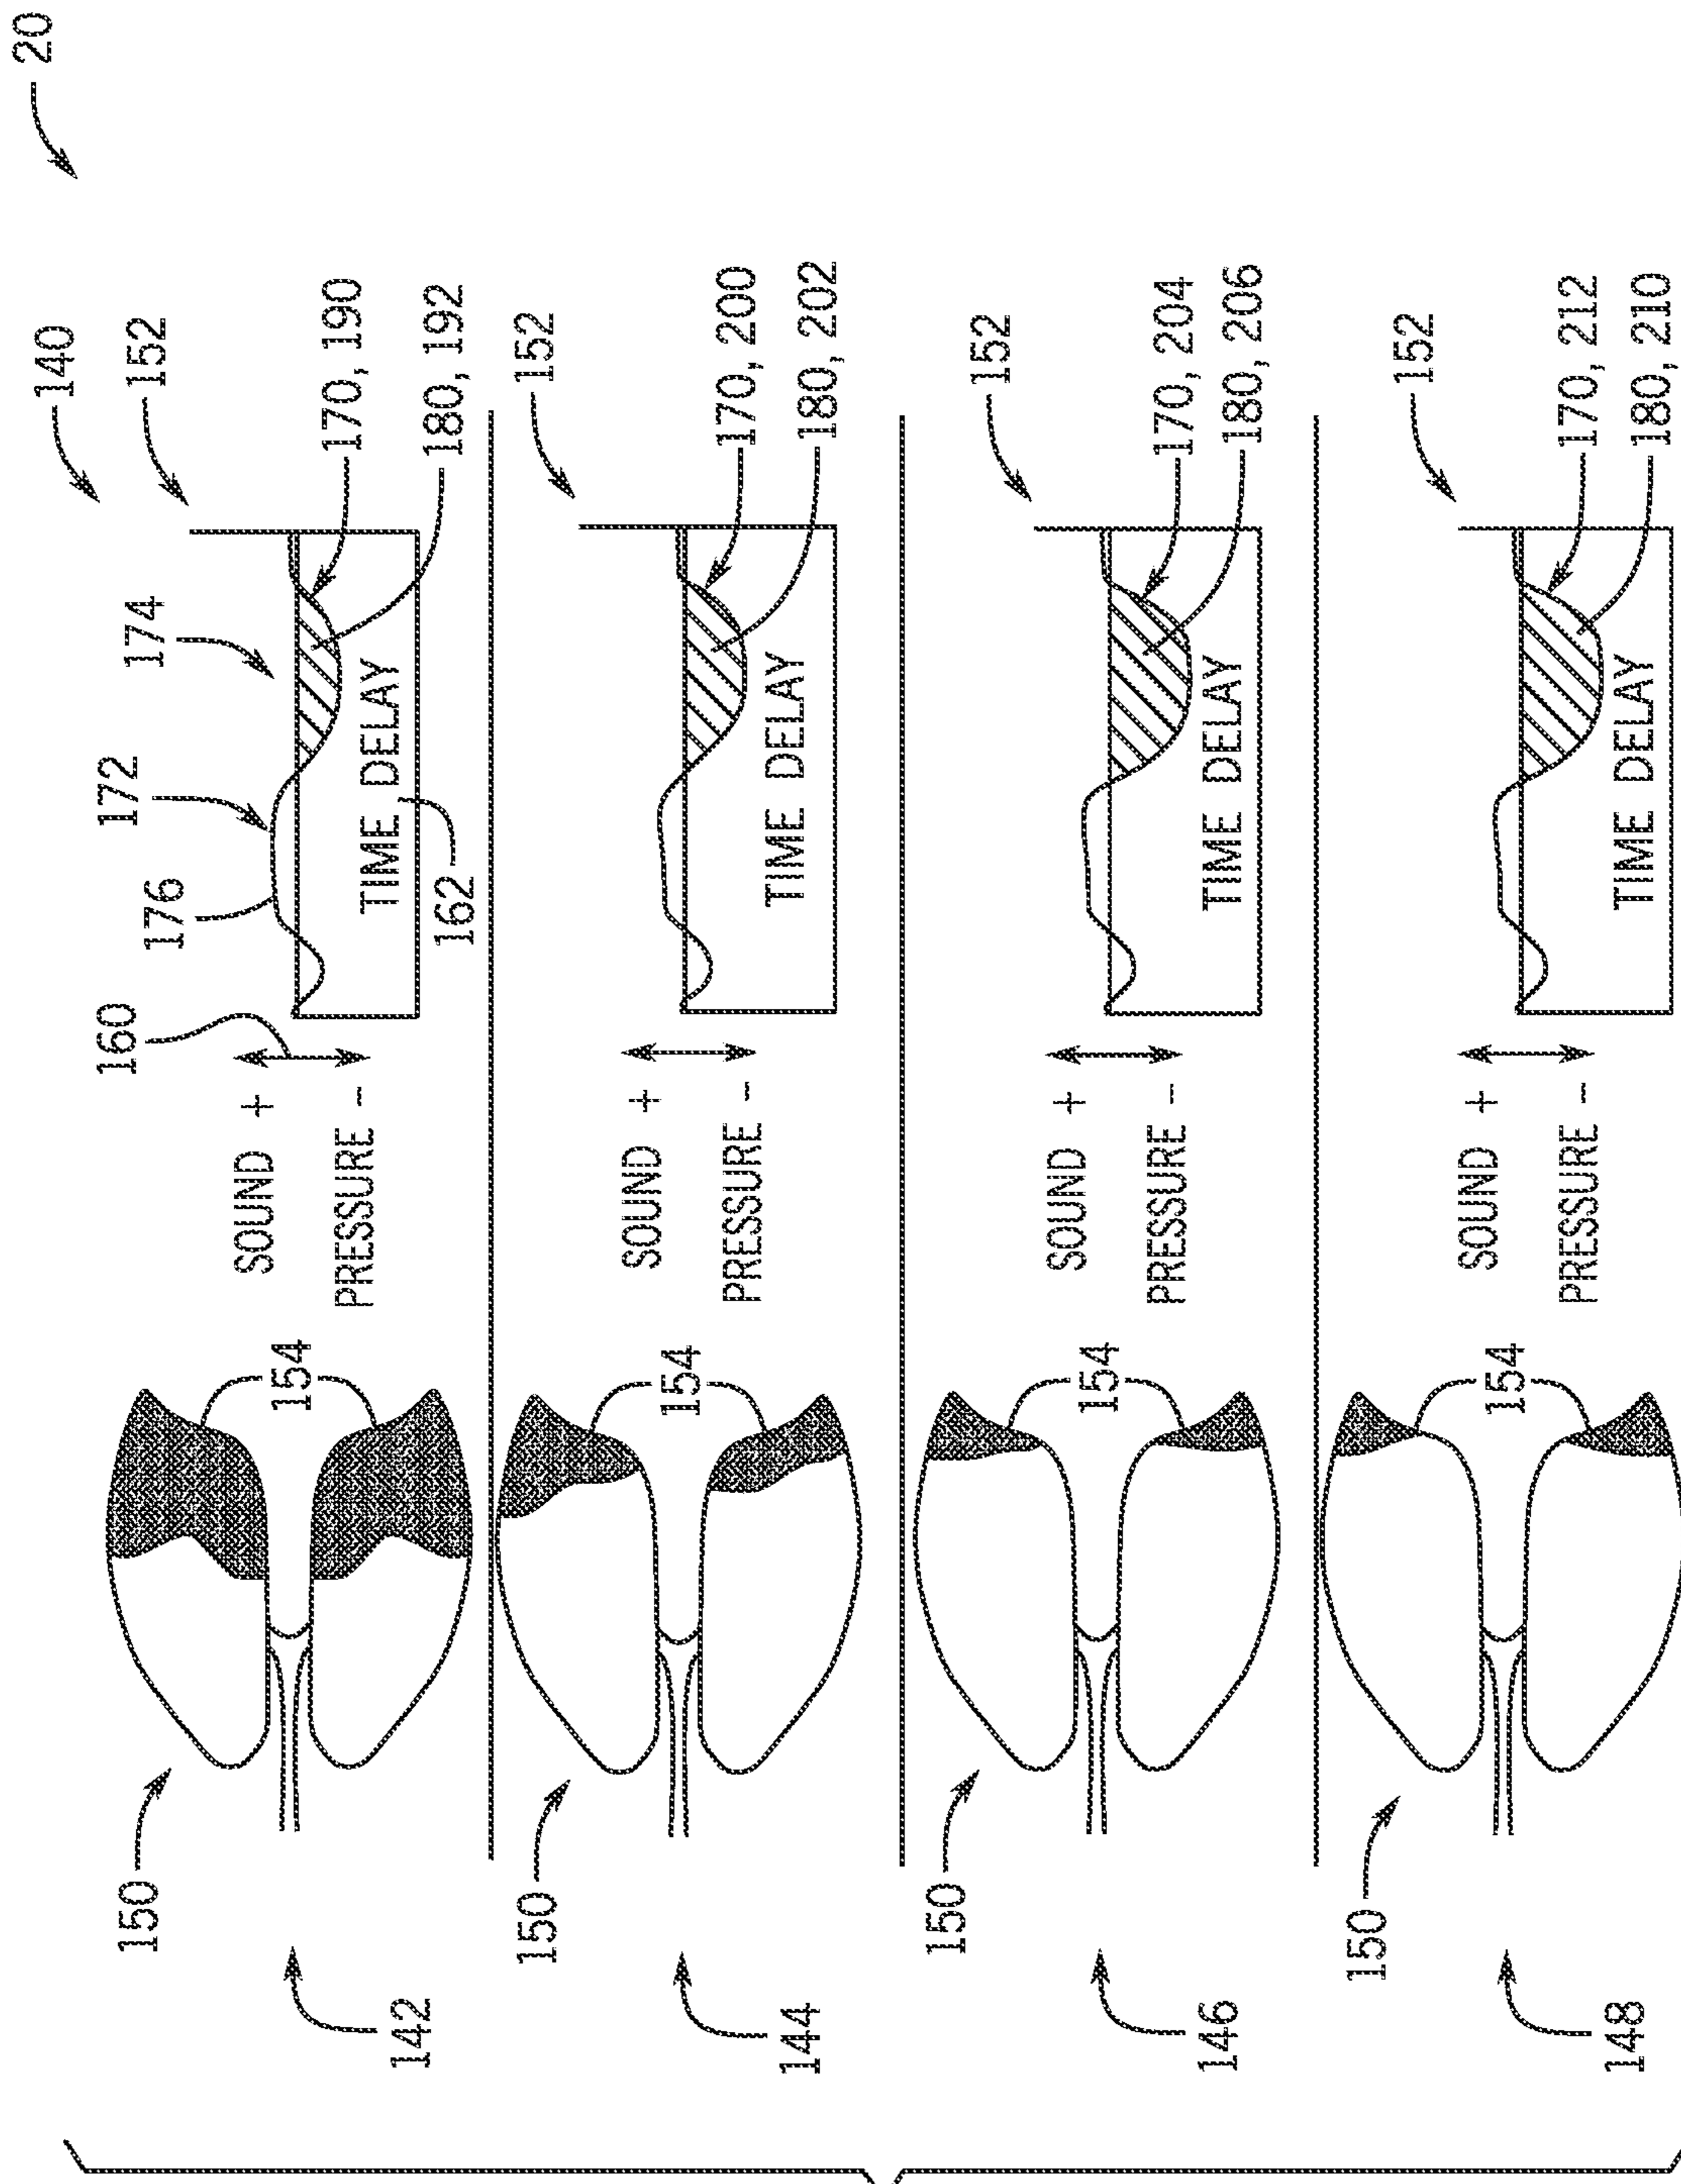 20
140
152
174
172
176
160
SOUND +
PRESSURE -
TIME DELAY
162
170, 190
180, 192
154
150
142
152
SOUND +
PRESSURE -
TIME DELAY
170, 200
180, 202
154
150
144
152
SOUND +
PRESSURE -
TIME DELAY
170, 204
180, 206
154
150
146
152
SOUND +
PRESSURE -
TIME DELAY
170, 212
180, 210
154
150
148